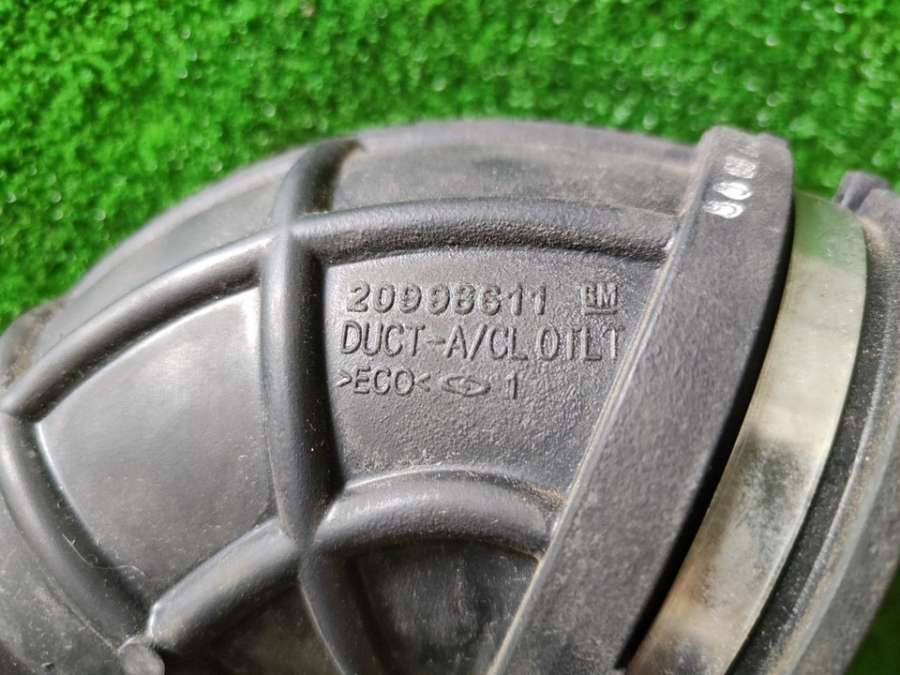 20998611 GM
DUCT-A/CL OTLT
>ECO< 1